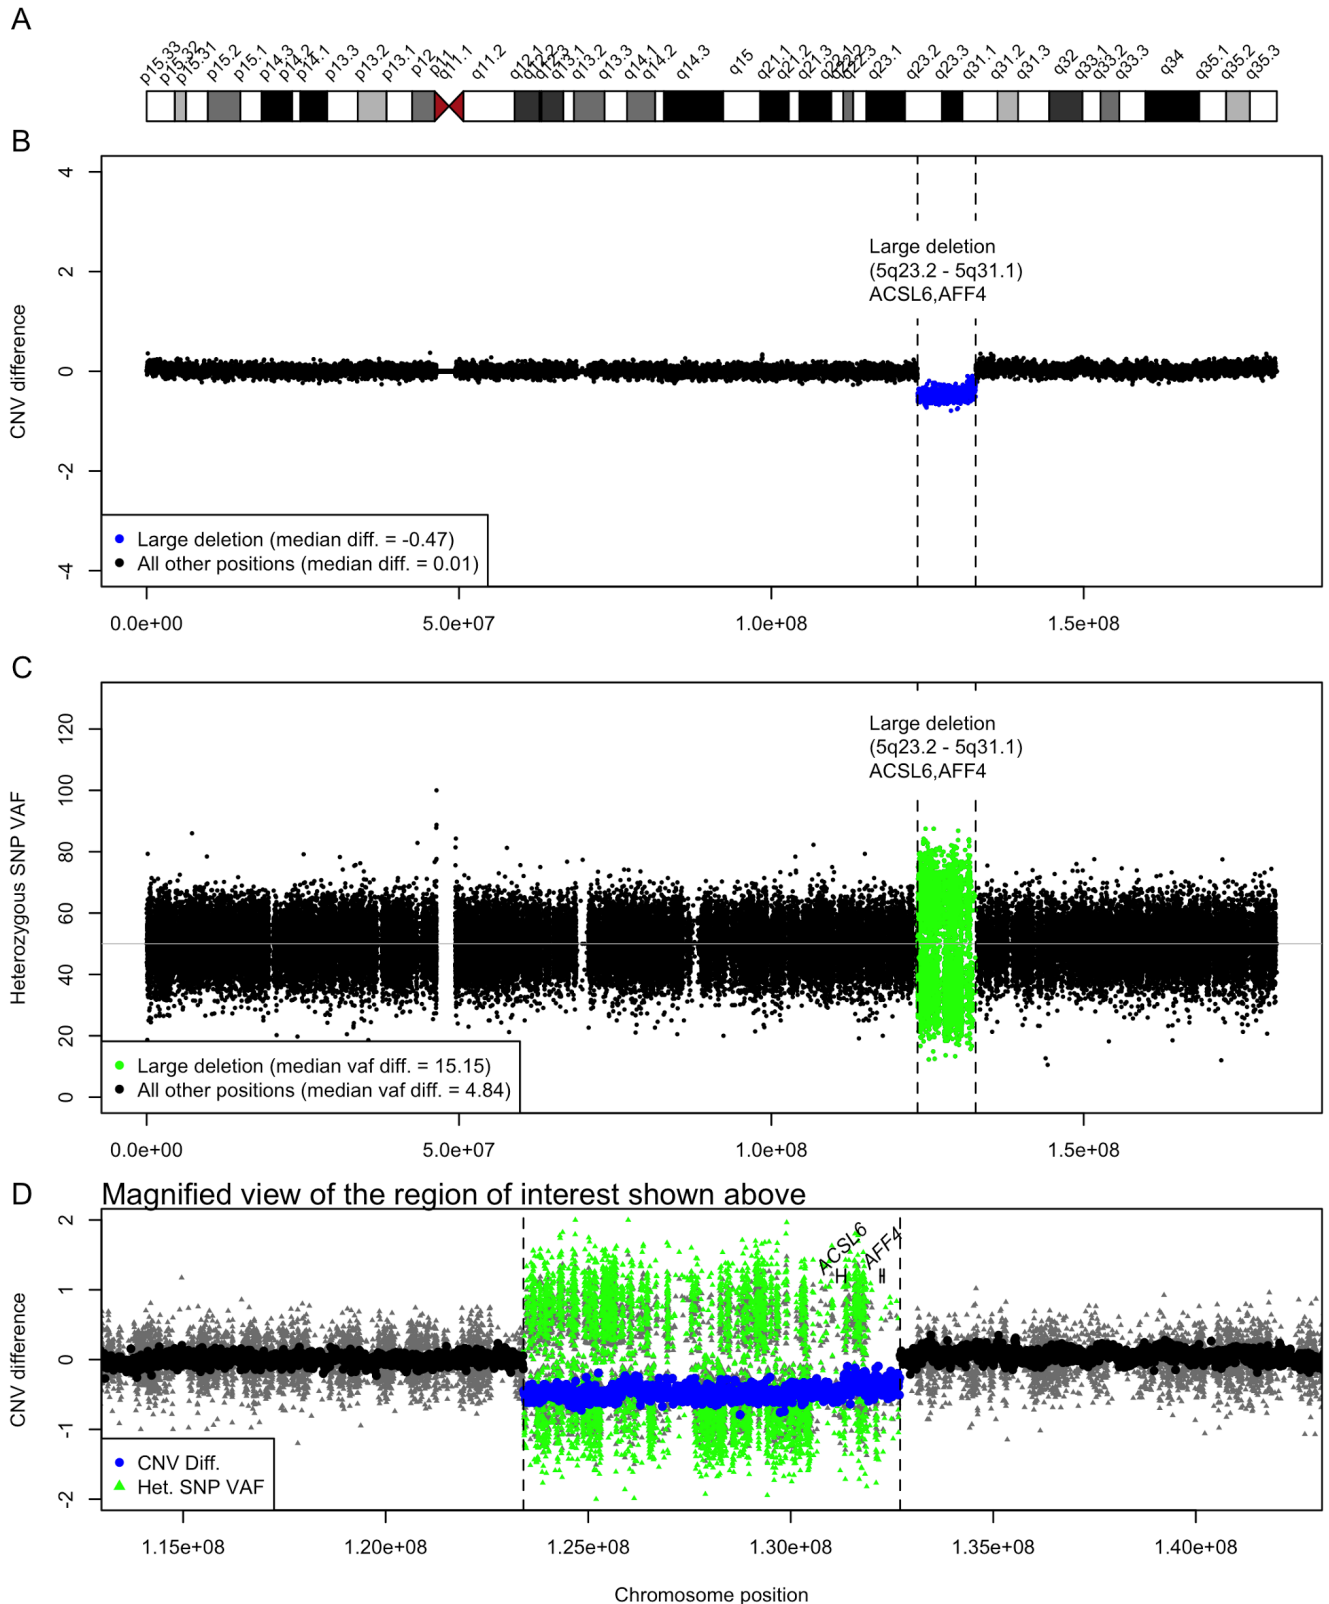 A
p15.33 p15.32 p15.31 p15.2 p15.1 p14.3 p14.2 p14.1 p13.3 p13.2 p13.1 p12 p11 q11.1 q11.2 q12.1 q12.3 q13.1 q13.2 q13.3 q14.1 q14.2 q14.3 q15 q21.1 q21.2 q21.3 q22.3 q23.1 q23.2 q23.3 q31.1 q31.2 q31.3 q32 q33.1 q33.2 q33.3 q34 q35.1 q35.2 q35.3
B
CNV difference
4
2
0
-2
-4
Large deletion
(5q23.2 - 5q31.1)
ACSL6,AFF4
Large deletion (median diff. = -0.47)
All other positions (median diff. = 0.01)
0.0e+00 5.0e+07 1.0e+08 1.5e+08
C
Heterozygous SNP VAF
120
100
80
60
40
20
0
Large deletion
(5q23.2 - 5q31.1)
ACSL6,AFF4
Large deletion (median vaf diff. = 15.15)
All other positions (median vaf diff. = 4.84)
0.0e+00 5.0e+07 1.0e+08 1.5e+08
D Magnified view of the region of interest shown above
CNV difference
2
1
0
-1
-2
ACSL6 AFF4
CNV Diff.
Het. SNP VAF
1.15e+08 1.20e+08 1.25e+08 1.30e+08 1.35e+08 1.40e+08
Chromosome position